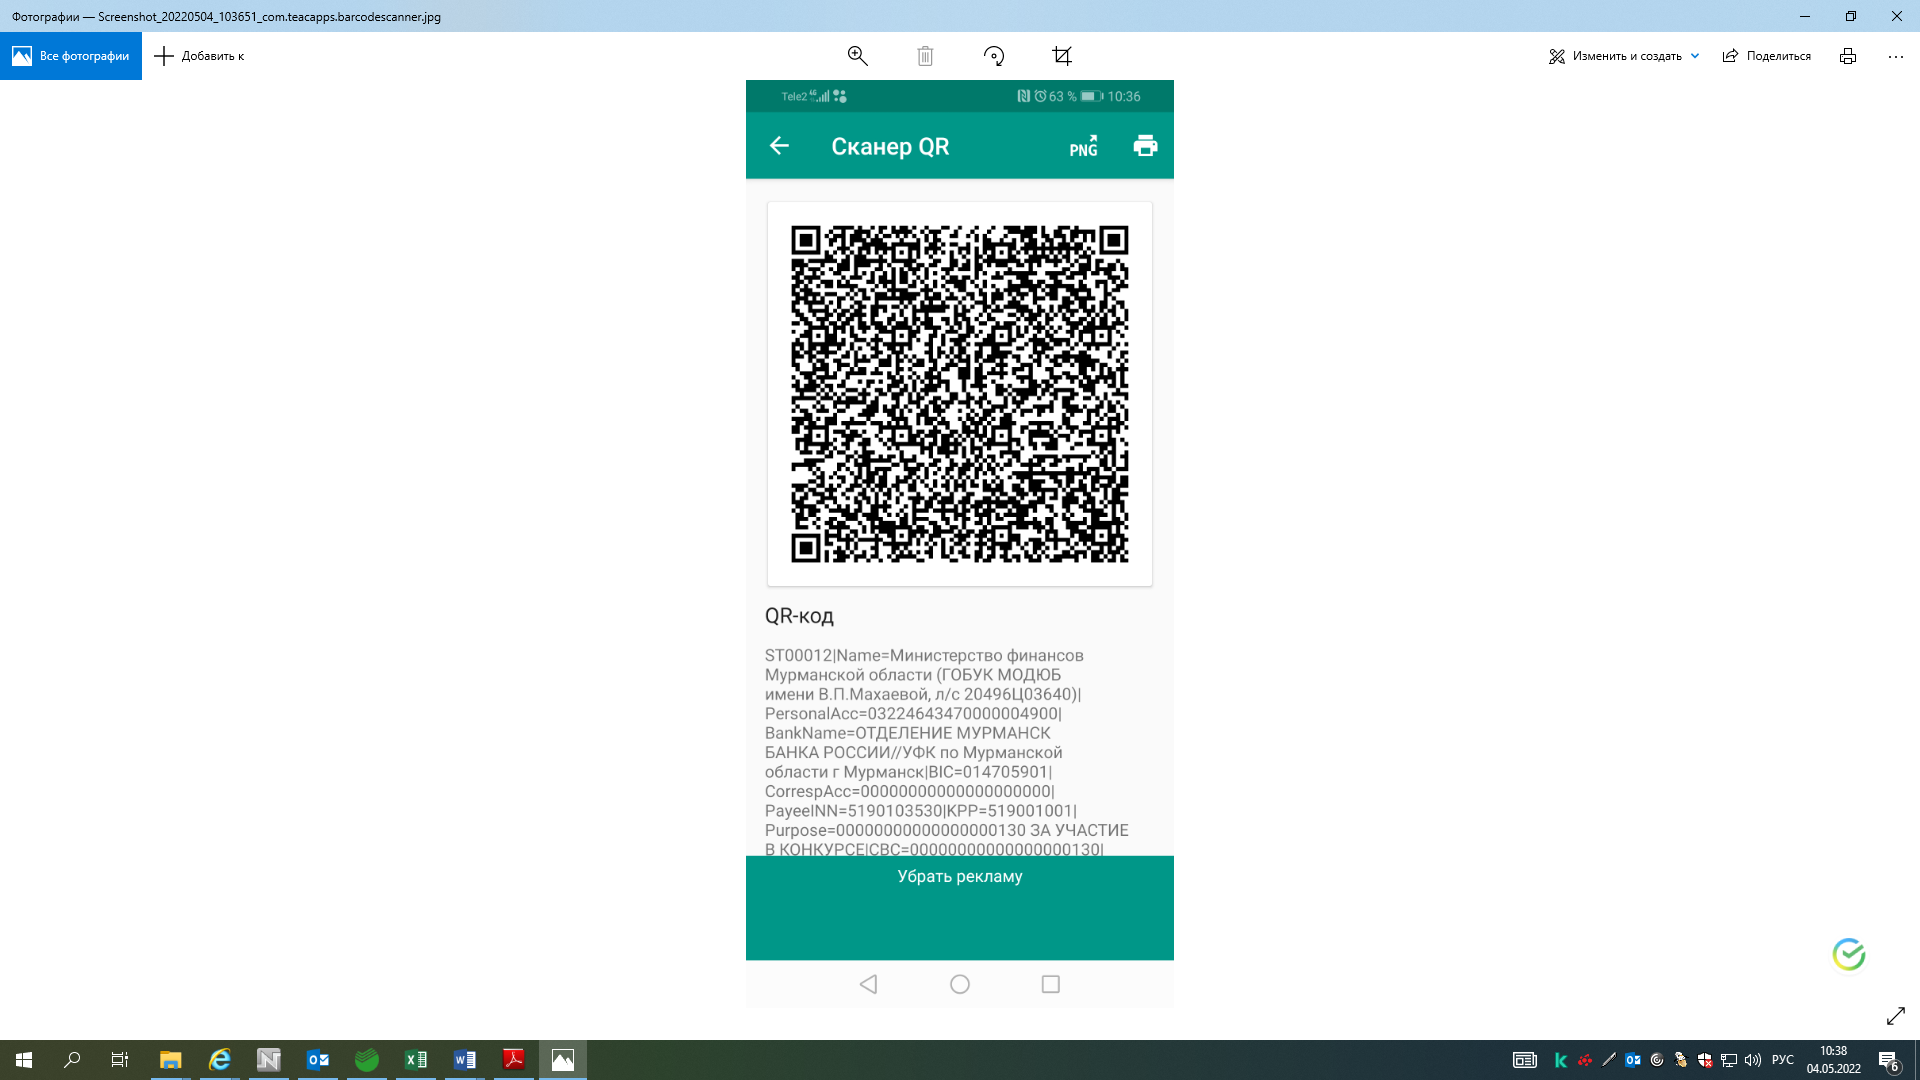 Фотографии — Screenshot_20220504_103651_com.teacapps.barcodescanner.jpg
Все фотографии
Добавить к
Изменить и создать
Поделиться
Tele2 4G
63 %
10:36
Сканер QR
PNG
QR-код
ST00012|Name=Министерство финансов
Мурманской области (ГОБУК МОДЮБ
имени В.П.Махаевой, л/с 20496Ц03640)|
PersonalAcc=03224643470000004900|
BankName=ОТДЕЛЕНИЕ МУРМАНСК
БАНКА РОССИИ//УФК по Мурманской
области г Мурманск|BIC=014705901|
CorrespAcc=00000000000000000000|
PayeeINN=5190103530|KPP=519001001|
Purpose=00000000000000000130 ЗА УЧАСТИЕ
В КОНКУРСЕ|CBC=00000000000000000130|
Убрать рекламу
РУС
10:38
04.05.2022
6